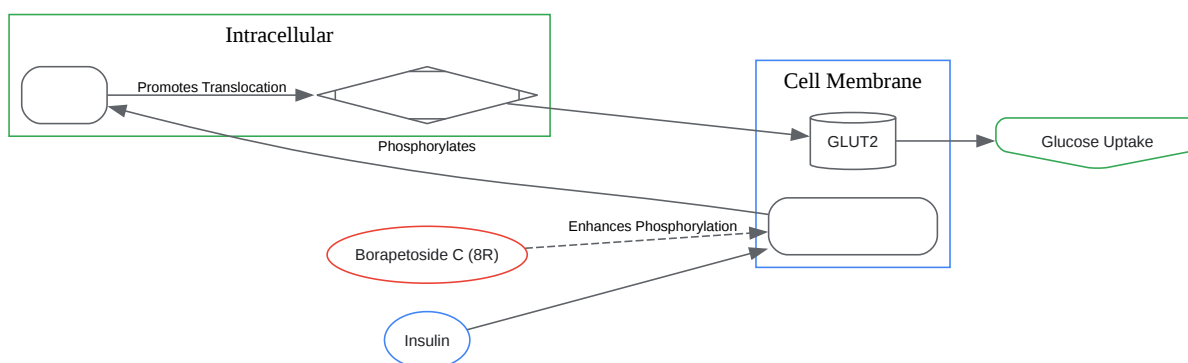 Intracellular
Promotes Translocation
Cell Membrane
GLUT2
Glucose Uptake
Phosphorylates
Enhances Phosphorylation
Borapetoside C (8R)
Insulin